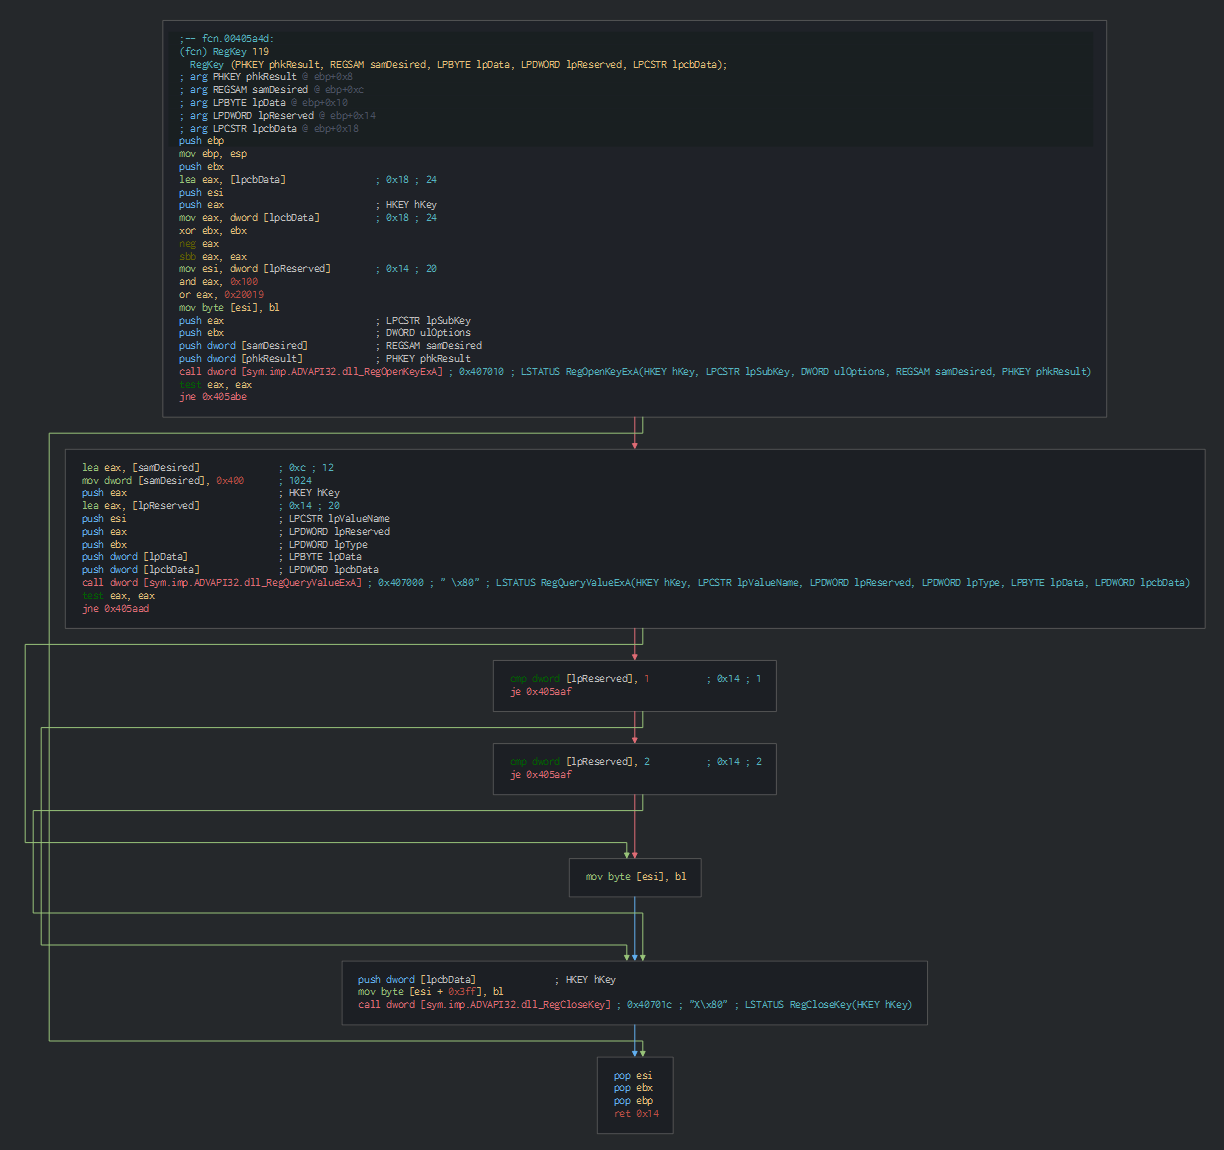 ;-- fcn.00405a4d:
(fcn) RegKey 119
RegKey (PHKEY phkResult, REGSAM samDesired, LPBYTE lpData, LPDWORD lpReserved, LPCSTR lpcbData);
; arg PHKEY phkResult @ ebp+0x8
; arg REGSAM samDesired @ ebp+0xc
; arg LPBYTE lpData @ ebp+0x10
; arg LPDWORD lpReserved @ ebp+0x14
; arg LPCSTR lpcbData @ ebp+0x18
push ebp
mov ebp, esp
push ebx
lea eax, [lpcbData] ; 0x18 ; 24
push esi
push eax ; HKEY hKey
mov eax, dword [lpcbData] ; 0x18 ; 24
xor ebx, ebx
neg eax
sbb eax, eax
mov esi, dword [lpReserved] ; 0x14 ; 20
and eax, 0x100
or eax, 0x20019
mov byte [esi], bl
push eax ; LPCSTR lpSubKey
push ebx ; DWORD ulOptions
push dword [samDesired] ; REGSAM samDesired
push dword [phkResult] ; PHKEY phkResult
call dword [sym.imp.ADVAPI32.dll_RegOpenKeyExA] ; 0x407010 ; LSTATUS RegOpenKeyExA(HKEY hKey, LPCSTR lpSubKey, DWORD ulOptions, REGSAM samDesired, PHKEY phkResult)
test eax, eax
jne 0x405abe
lea eax, [samDesired] ; 0xc ; 12
mov dword [samDesired], 0x400 ; 1024
push eax ; HKEY hKey
lea eax, [lpReserved] ; 0x14 ; 20
push esi ; LPCSTR lpValueName
push eax ; LPDWORD lpReserved
push ebx ; LPDWORD lpType
push dword [lpData] ; LPBYTE lpData
push dword [lpcbData] ; LPDWORD lpcbData
call dword [sym.imp.ADVAPI32.dll_RegQueryValueExA] ; 0x407000 ; " \x80" ; LSTATUS RegQueryValueExA(HKEY hKey, LPCSTR lpValueName, LPDWORD lpReserved, LPDWORD lpType, LPBYTE lpData, LPDWORD lpcbData)
test eax, eax
jne 0x405aad
cmp dword [lpReserved], 1 ; 0x14 ; 1
je 0x405aaf
cmp dword [lpReserved], 2 ; 0x14 ; 2
je 0x405aaf
mov byte [esi], bl
push dword [lpcbData] ; HKEY hKey
mov byte [esi + 0x3ff], bl
call dword [sym.imp.ADVAPI32.dll_RegCloseKey] ; 0x40701c ; "X\x80" ; LSTATUS RegCloseKey(HKEY hKey)
pop esi
pop ebx
pop ebp
ret 0x14